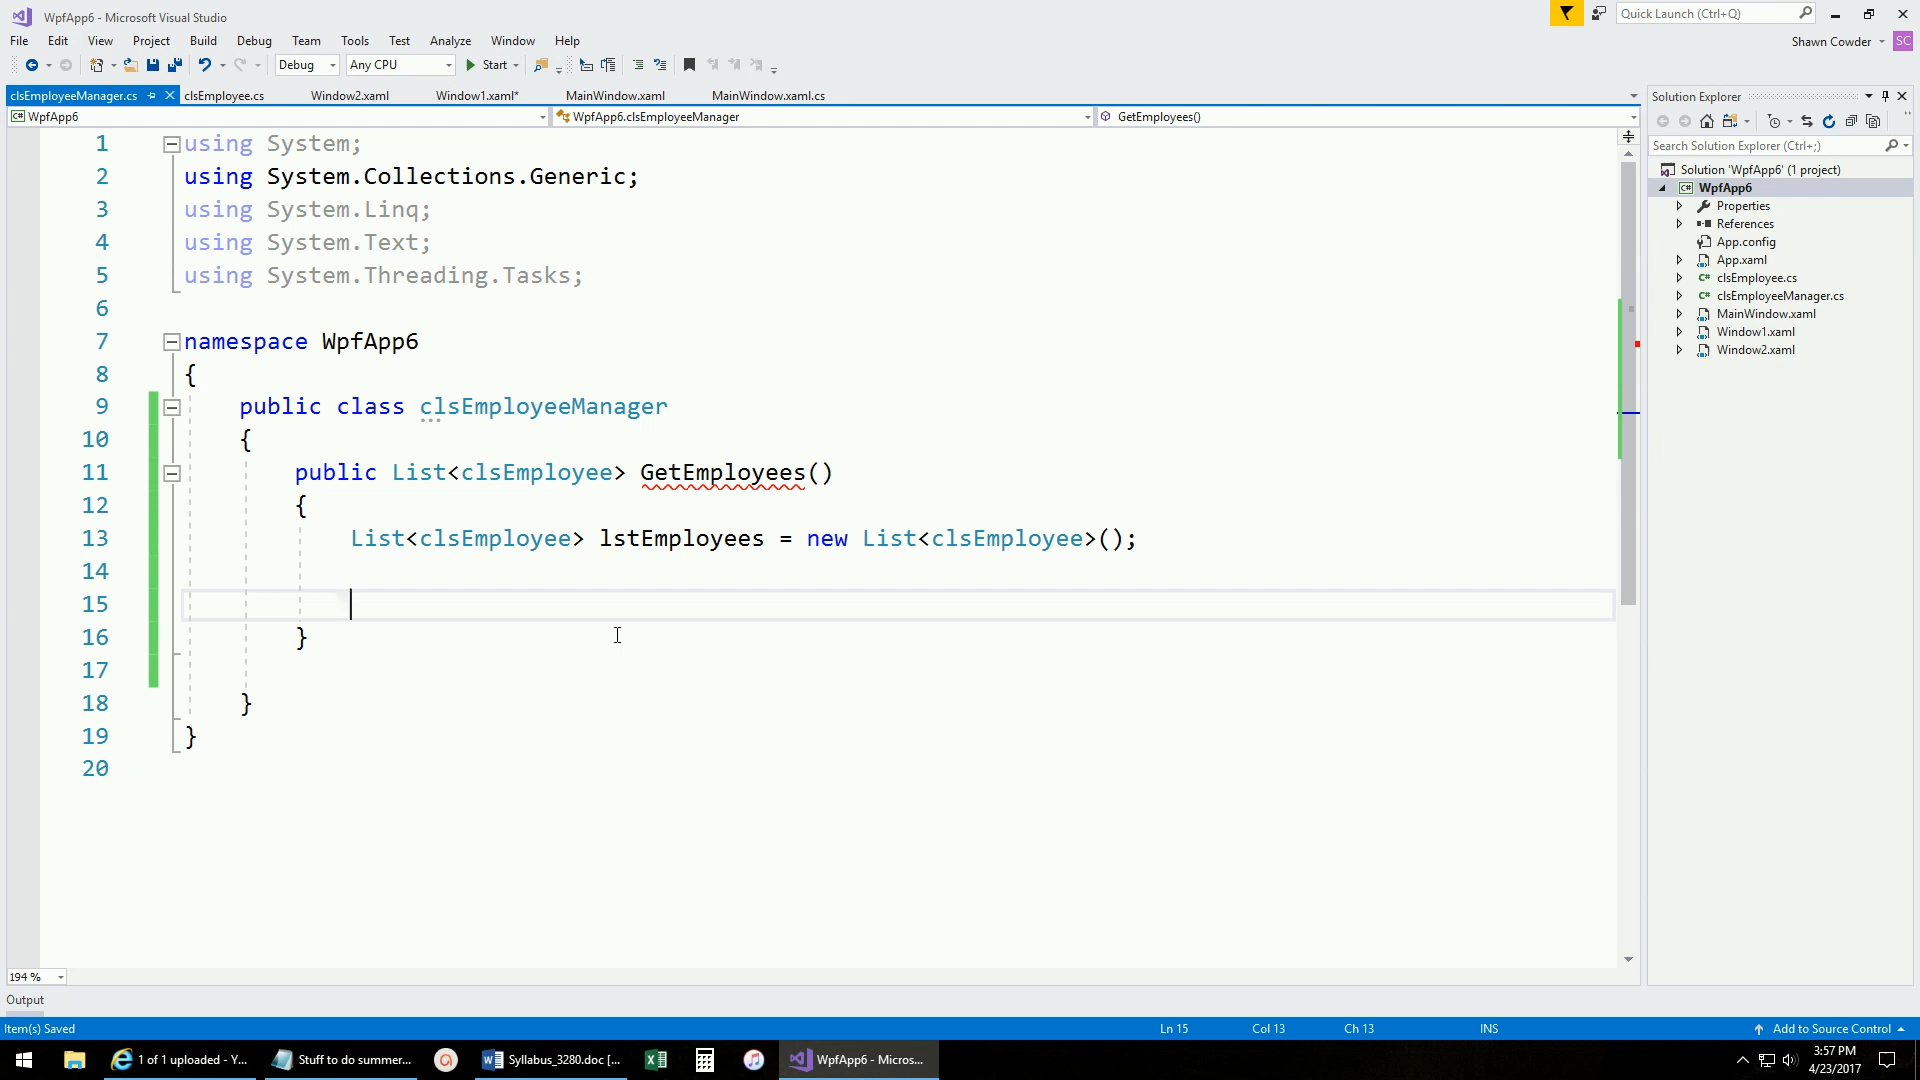 WpfApp6 - Microsoft Visual Studio
Quick Launch (Ctrl+Q)
File Edit View Project Build Debug Team Tools Test Analyze Window Help
Shawn Cowder SC
Debug Any CPU Start
clsEmployeeManager.cs clsEmployee.cs Window2.xaml Window1.xaml* MainWindow.xaml MainWindow.xaml.cs
WpfApp6 WpfApp6.clsEmployeeManager GetEmployees()
1 using System;
2 using System.Collections.Generic;
3 using System.Linq;
4 using System.Text;
5 using System.Threading.Tasks;
6
7 namespace WpfApp6
8 {
9 public class clsEmployeeManager
10 {
11 public List<clsEmployee> GetEmployees()
12 {
13 List<clsEmployee> lstEmployees = new List<clsEmployee>();
14
15
16 }
17
18 }
19 }
20
194 %
Output
Solution Explorer
Search Solution Explorer (Ctrl+;)
Solution 'WpfApp6' (1 project)
C# WpfApp6
Properties
References
App.config
App.xaml
C# clsEmployee.cs
C# clsEmployeeManager.cs
MainWindow.xaml
Window1.xaml
Window2.xaml
Item(s) Saved Ln 15 Col 13 Ch 13 INS Add to Source Control
1 of 1 uploaded - Y... Stuff to do summer... Syllabus_3280.doc [... WpfApp6 - Micros...
3:57 PM
4/23/2017